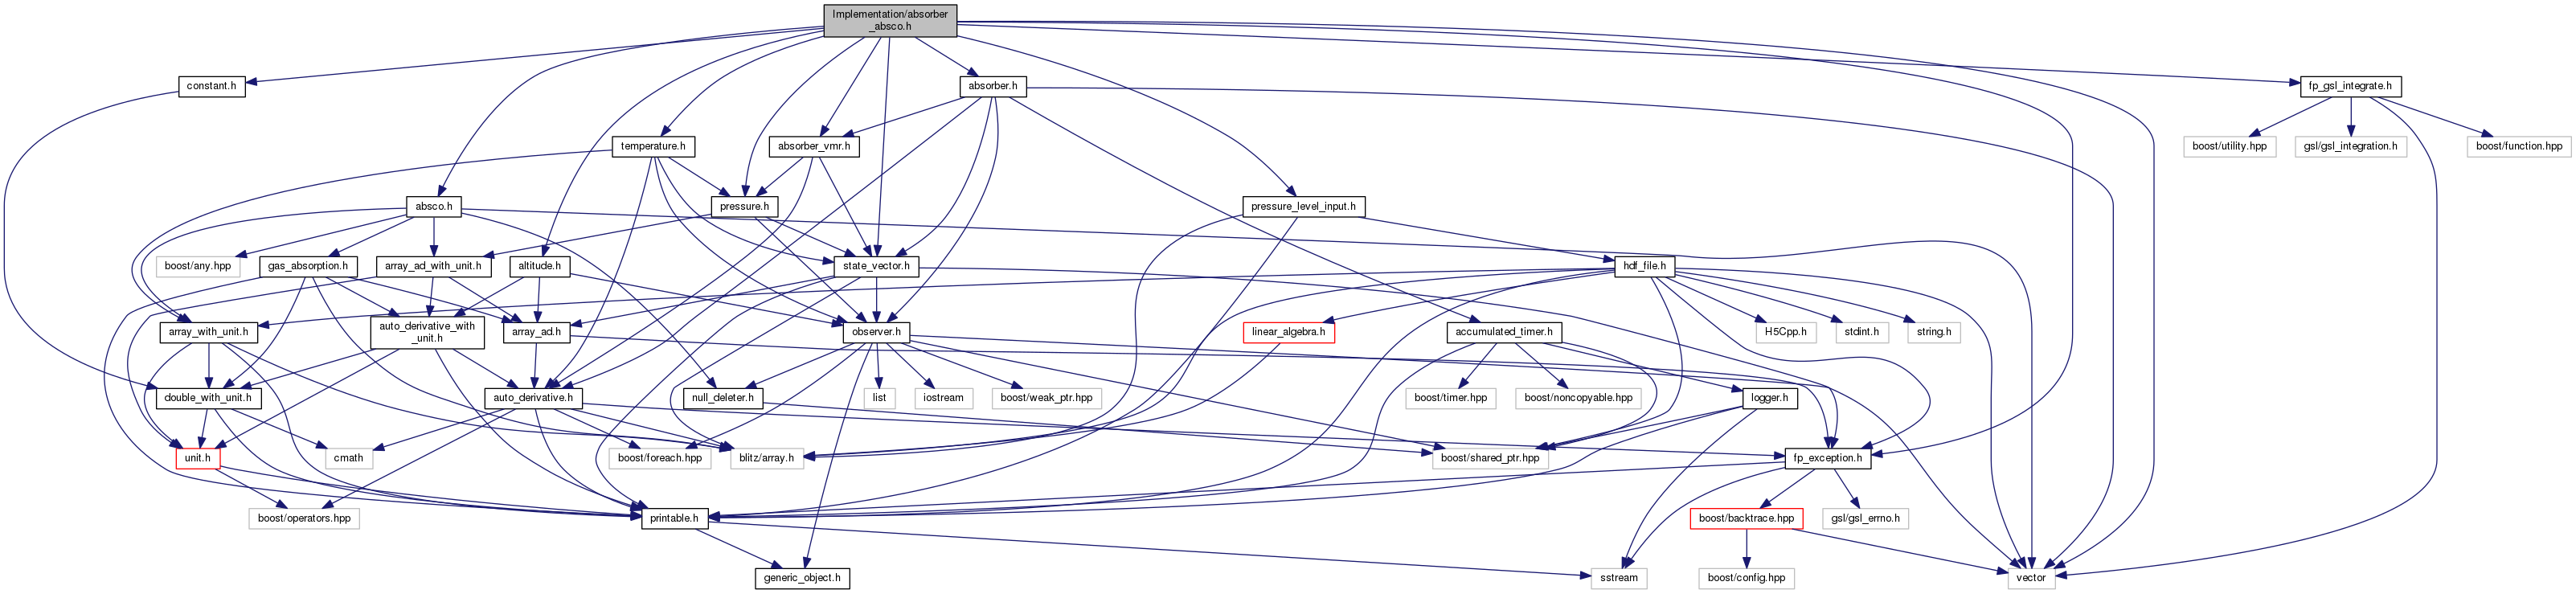 Implementation/absorber
_absco.h
constant.h
absorber.h
fp_gsl_integrate.h
temperature.h
absorber_vmr.h
boost/utility.hpp
gsl/gsl_integration.h
boost/function.hpp
absco.h
pressure.h
pressure_level_input.h
boost/any.hpp
gas_absorption.h
array_ad_with_unit.h
altitude.h
state_vector.h
hdf_file.h
array_with_unit.h
auto_derivative_with
_unit.h
array_ad.h
observer.h
linear_algebra.h
accumulated_timer.h
H5Cpp.h
stdint.h
string.h
double_with_unit.h
auto_derivative.h
null_deleter.h
list
iostream
boost/weak_ptr.hpp
boost/timer.hpp
boost/noncopyable.hpp
logger.h
unit.h
cmath
boost/foreach.hpp
blitz/array.h
boost/shared_ptr.hpp
fp_exception.h
boost/operators.hpp
printable.h
boost/backtrace.hpp
gsl/gsl_errno.h
generic_object.h
sstream
boost/config.hpp
vector